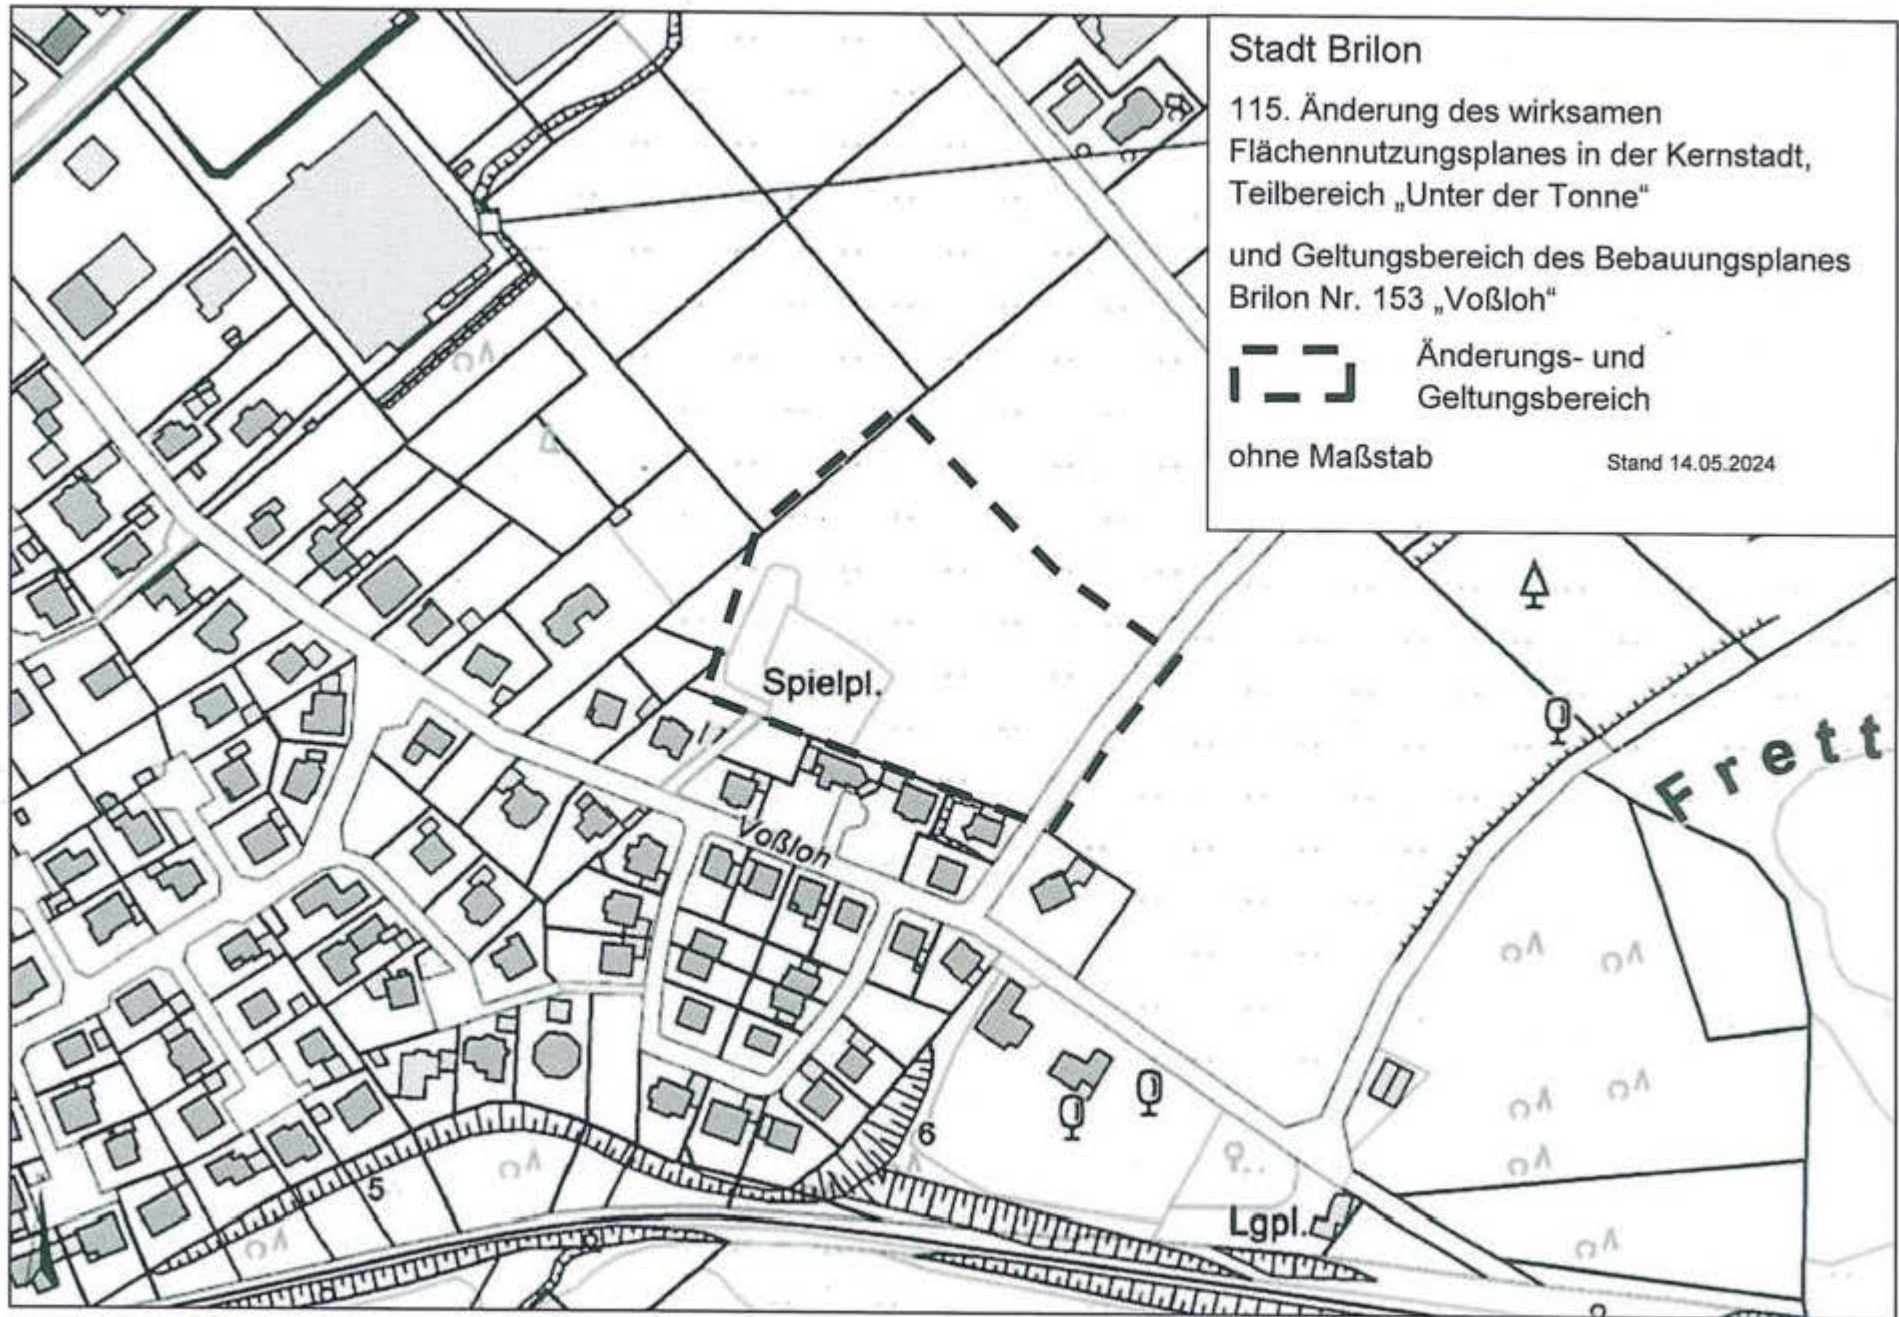 Stadt Brilon
115. Änderung des wirksamen
Flächennutzungsplanes in der Kernstadt,
Teilbereich „Unter der Tonne“
und Geltungsbereich des Bebauungsplanes
Brilon Nr. 153 „Voßloh“
Änderungs- und
Geltungsbereich
ohne Maßstab Stand 14.05.2024
Spielpl.
Frett
Voßloh
6
5
Lgpl.